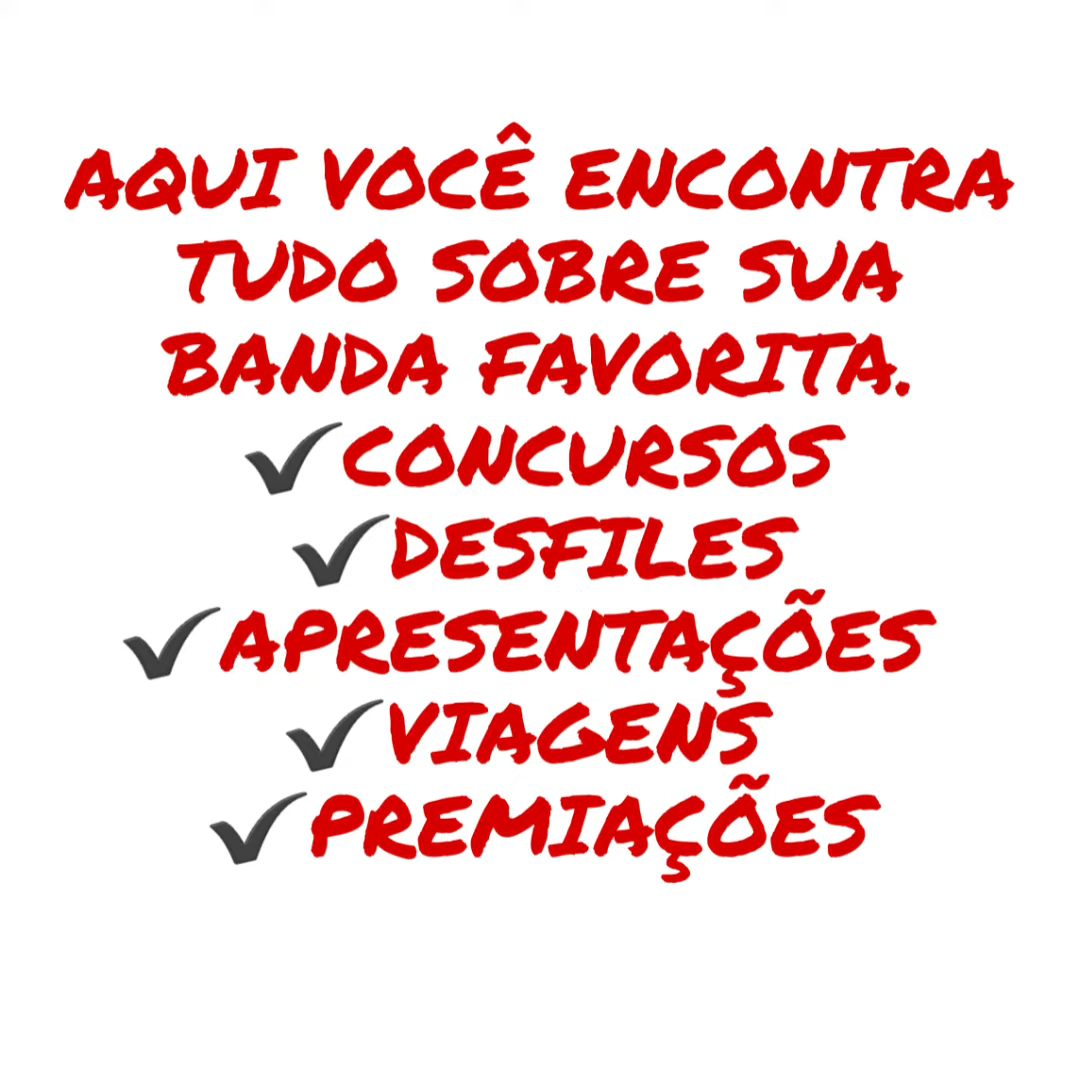 AQUI VOCÊ ENCONTRA
TUDO SOBRE SUA
BANDA FAVORITA.
✔CONCURSOS
✔DESFILES
✔APRESENTAÇÕES
✔VIAGENS
✔PREMIAÇÕES